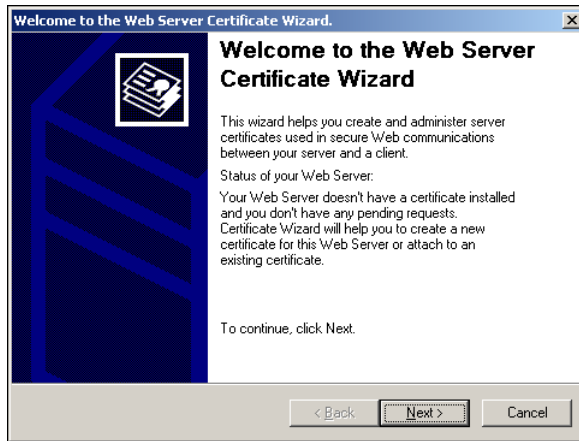 Welcome to the Web Server Certificate Wizard.
Welcome to the Web Server
Certificate Wizard
This wizard helps you create and administer server
certificates used in secure Web communications
between your server and a client.
Status of your Web Server:
Your Web Server doesn't have a certificate installed
and you don't have any pending requests.
Certificate Wizard will help you to create a new
certificate for this Web Server or attach to an
existing certificate.
To continue, click Next.
< Back Next > Cancel